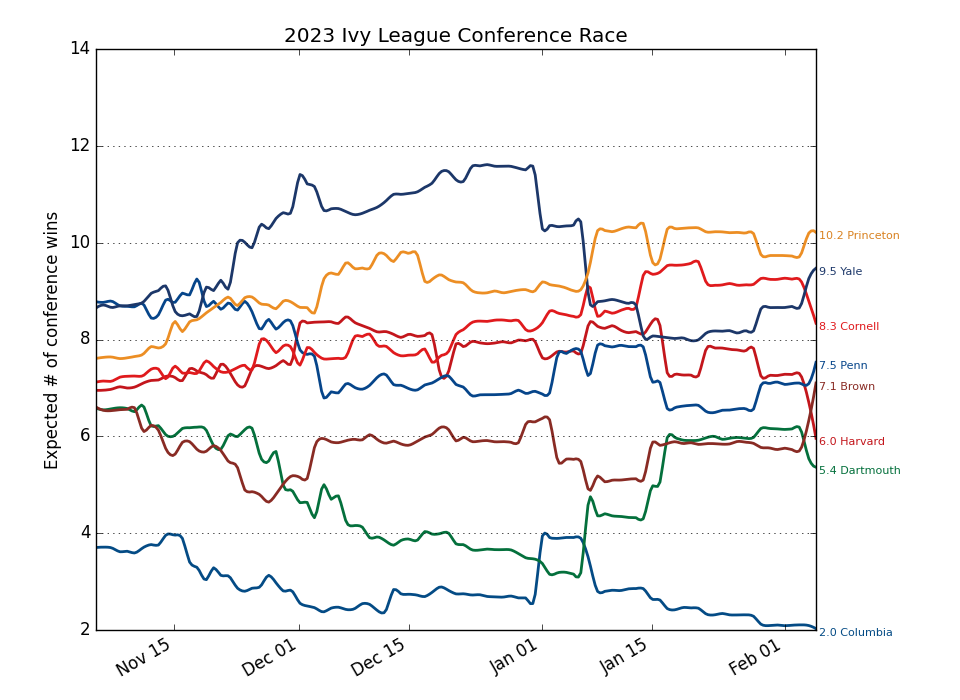 2023 Ivy League Conference Race
Expected # of conference wins
14
12
10
8
6
4
2
Nov 15
Dec 01
Dec 15
Jan 01
Jan 15
Feb 01
10.2 Princeton
9.5 Yale
8.3 Cornell
7.5 Penn
7.1 Brown
6.0 Harvard
5.4 Dartmouth
2.0 Columbia